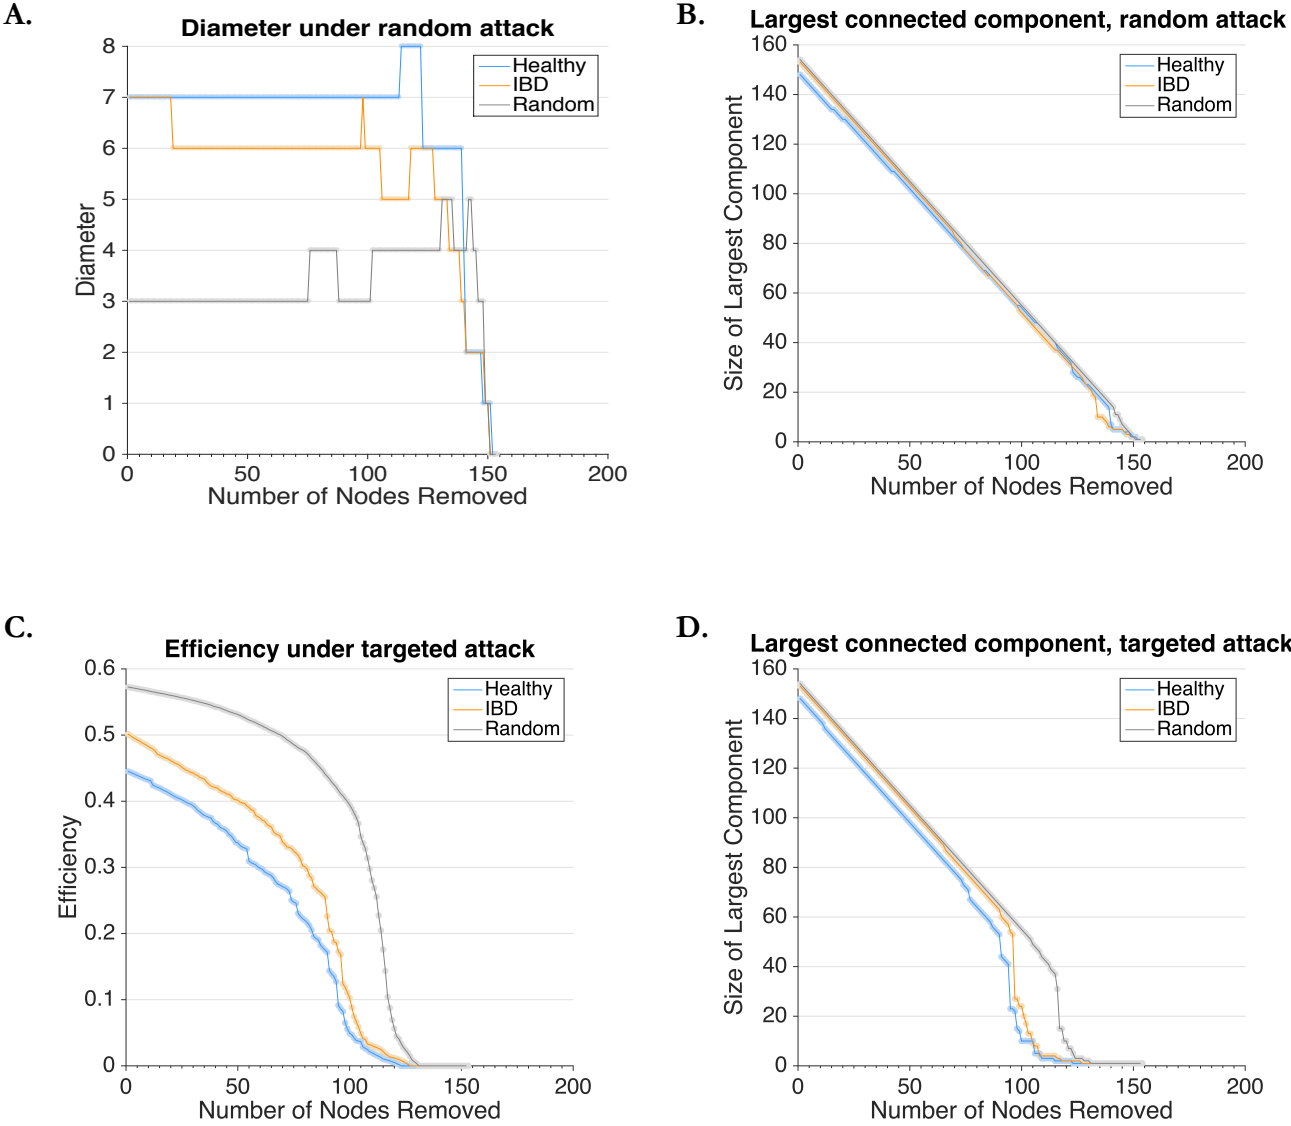 A.
Diameter under random attack
8
7
6
5
4
3
2
1
0
Diameter
Healthy
IBD
Random
0 50 100 150 200
Number of Nodes Removed
B.
Largest connected component, random attack
160
140
120
100
80
60
40
20
0
Size of Largest Component
Healthy
IBD
Random
0 50 100 150 200
Number of Nodes Removed
C.
Efficiency under targeted attack
0.6
0.5
0.4
0.3
0.2
0.1
0
Efficiency
Healthy
IBD
Random
0 50 100 150 200
Number of Nodes Removed
D.
Largest connected component, targeted attack
160
140
120
100
80
60
40
20
0
Size of Largest Component
Healthy
IBD
Random
0 50 100 150 200
Number of Nodes Removed